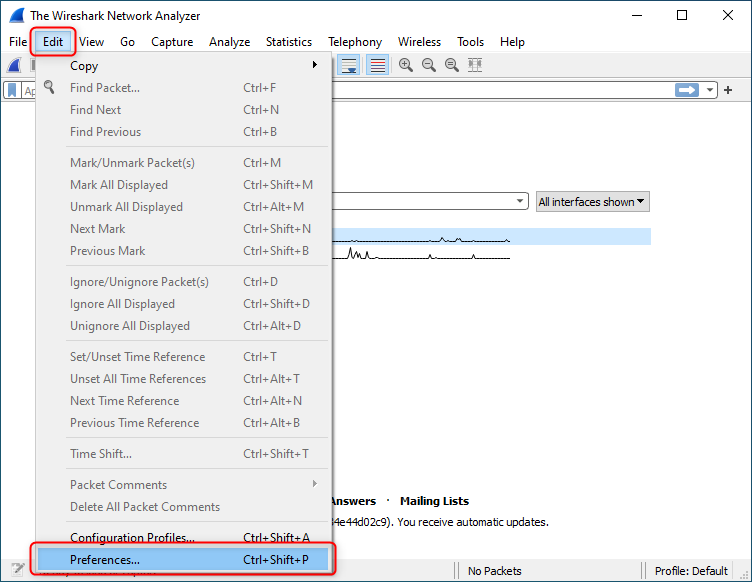 The Wireshark Network Analyzer
File Edit View Go Capture Analyze Statistics Telephony Wireless Tools Help
Copy
Ap
Find Packet... Ctrl+F
Find Next Ctrl+N
Find Previous Ctrl+B
Mark/Unmark Packet(s) Ctrl+M
Mark All Displayed Ctrl+Shift+M
Unmark All Displayed Ctrl+Alt+M
All interfaces shown
Next Mark Ctrl+Shift+N
Previous Mark Ctrl+Shift+B
Ignore/Unignore Packet(s) Ctrl+D
Ignore All Displayed Ctrl+Shift+D
Unignore All Displayed Ctrl+Alt+D
Set/Unset Time Reference Ctrl+T
Unset All Time References Ctrl+Alt+T
Next Time Reference Ctrl+Alt+N
Previous Time Reference Ctrl+Alt+B
Time Shift... Ctrl+Shift+T
Packet Comments
Delete All Packet Comments
Answers · Mailing Lists
4e44d02c9). You receive automatic updates.
Configuration Profiles... Ctrl+Shift+A
Preferences... Ctrl+Shift+P
No Packets
Profile: Default